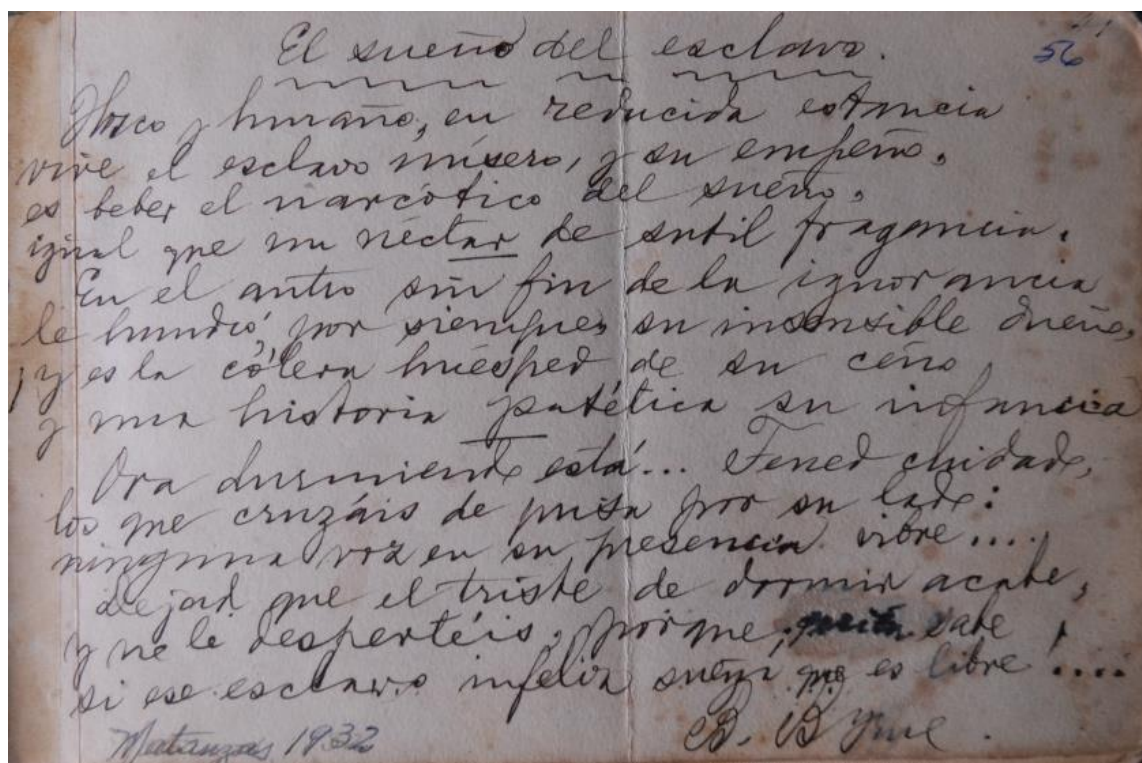 El sueño del esclavo.
56
Hosco y huraño, en reducida estancia
vive el esclavo mísero, y su empeño,
es beber el narcótico del sueño,
igual que un néctar de sutil fragancia.
En el antro sin fin de la ignorancia
le hundió, por siempre, su insensible dueño,
¡y es la cólera huésped de su ceño,
y una historia patética su infancia
Ora durmiendo está... Tened cuidado,
los que cruzáis de prisa por su lado:
ninguna voz en su presencia vibre....
Dejad que el triste de dormir acabe,
y no le despertéis, porque, quién sabe
si ese esclavo infeliz sueña que es libre!....
Matanzas, 1932
B. Byrne.